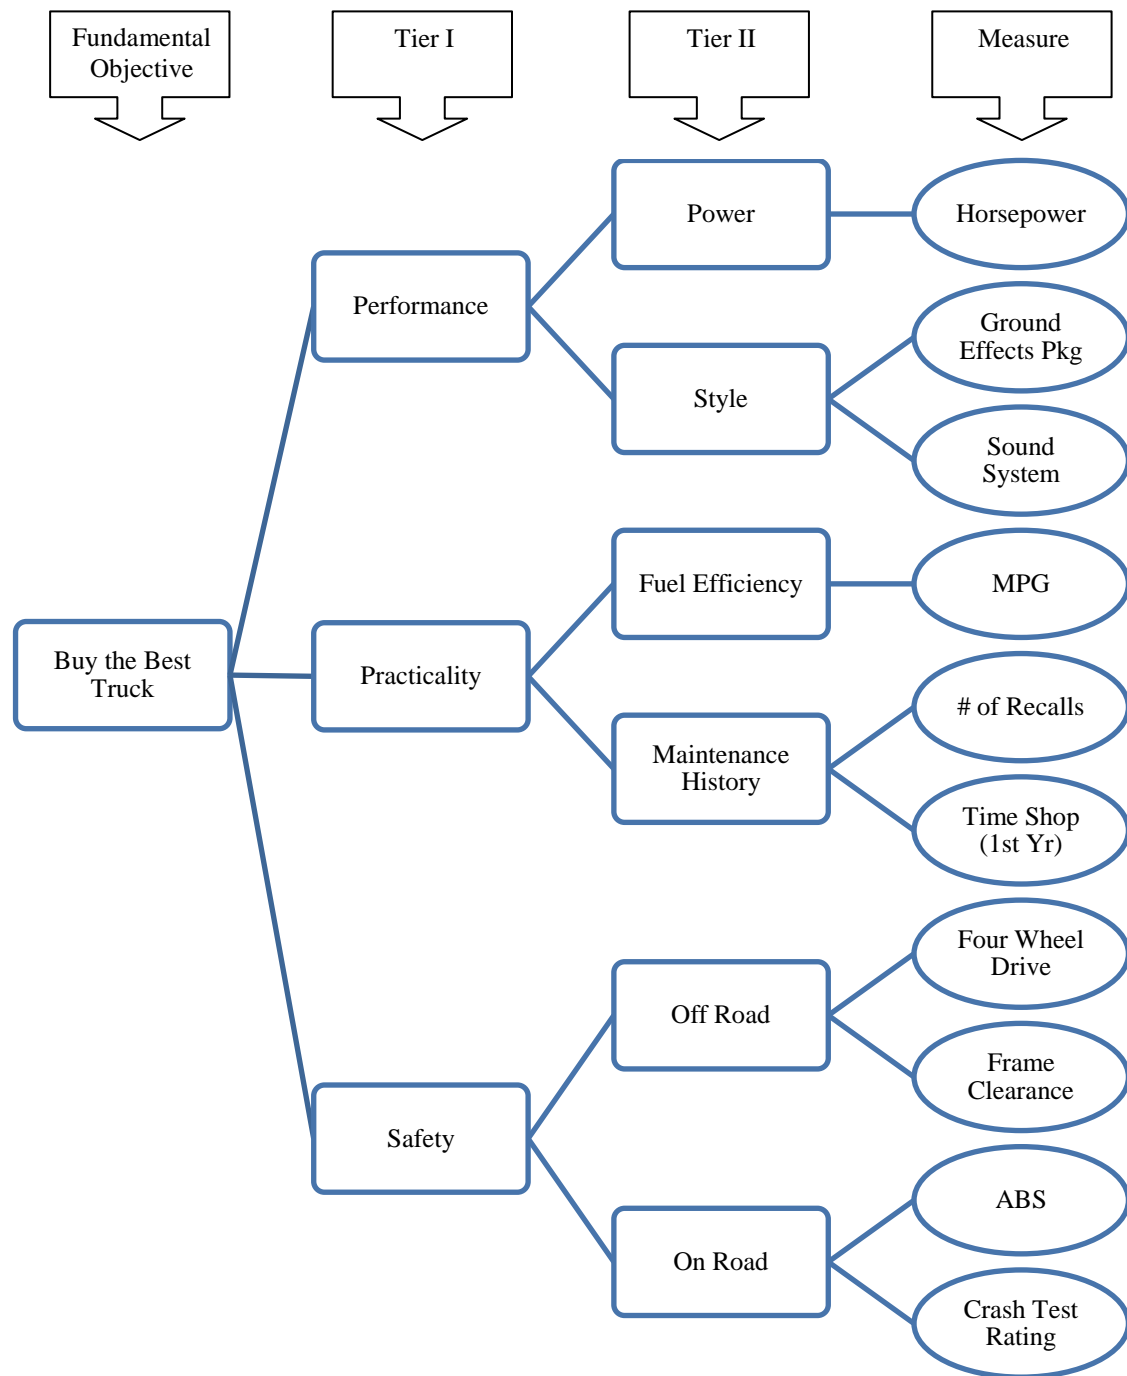 Fundamental
Objective
Tier I
Tier II
Measure
Power
Horsepower
Performance
Ground
Effects Pkg
Style
Sound
System
Fuel Efficiency
MPG
Buy the Best
Truck
Practicality
# of Recalls
Maintenance
History
Time Shop
(1st Yr)
Four Wheel
Drive
Off Road
Frame
Clearance
Safety
ABS
On Road
Crash Test
Rating